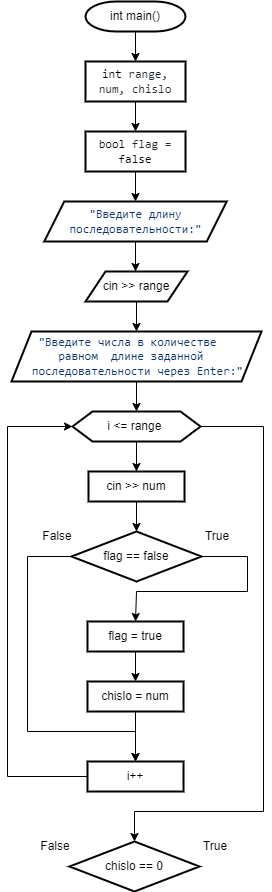 int main()
int range,
num, chislo
bool flag =
false
"Введите длину
последовательности:"
cin >> range
"Введите числа в количестве
равном длине заданной
последовательности через Enter:"
i <= range
cin >> num
False
True
flag == false
flag = true
chislo = num
i++
False
True
chislo == 0